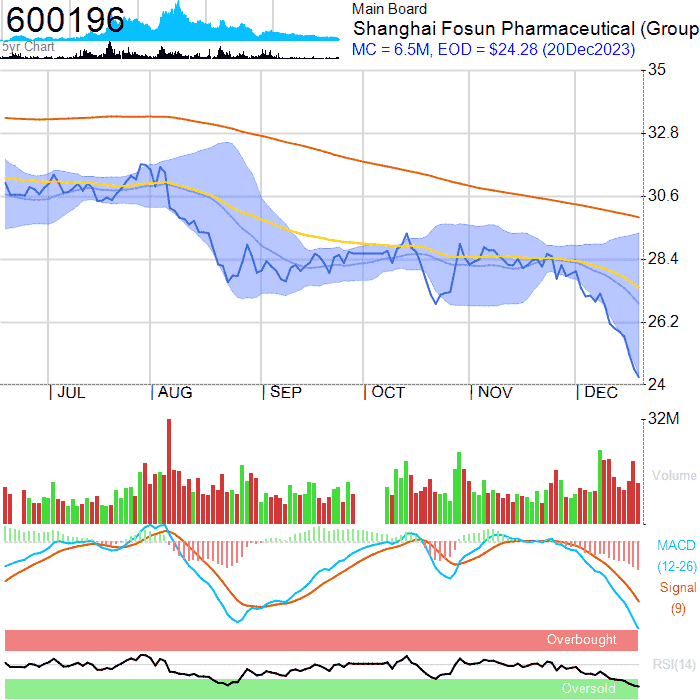 600196
5yr Chart
Main Board
Shanghai Fosun Pharmaceutical (Group
MC = 6.5M, EOD = $24.28 (20Dec2023)
35
32.8
30.6
28.4
26.2
24
JUL AUG SEP OCT NOV DEC
32M
Volume
MACD
(12-26)
Signal
(9)
Overbought
RSI(14)
Oversold